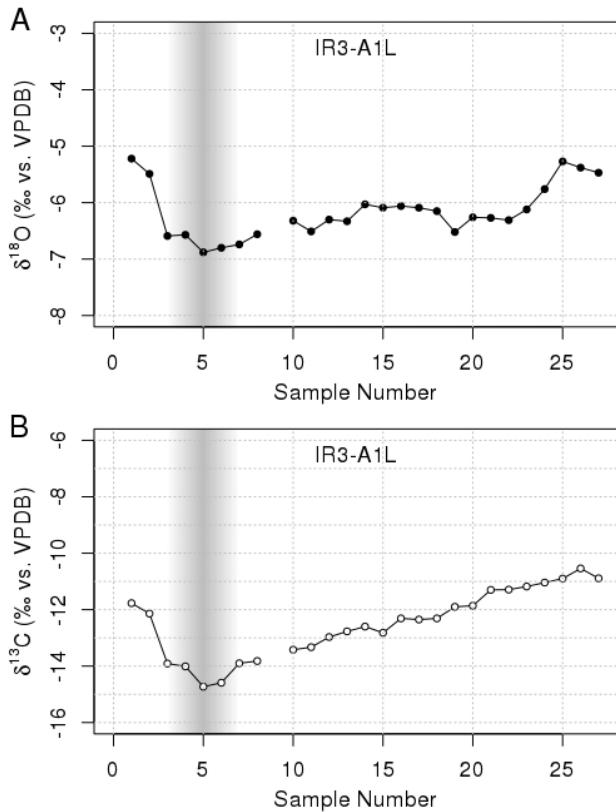 A
IR3-A1L
-3
-4
-5
-6
-7
-8
δ18O (‰ vs. VPDB)
0 5 10 15 20 25
Sample Number
B
IR3-A1L
-6
-8
-10
-12
-14
-16
δ13C (‰ vs. VPDB)
0 5 10 15 20 25
Sample Number